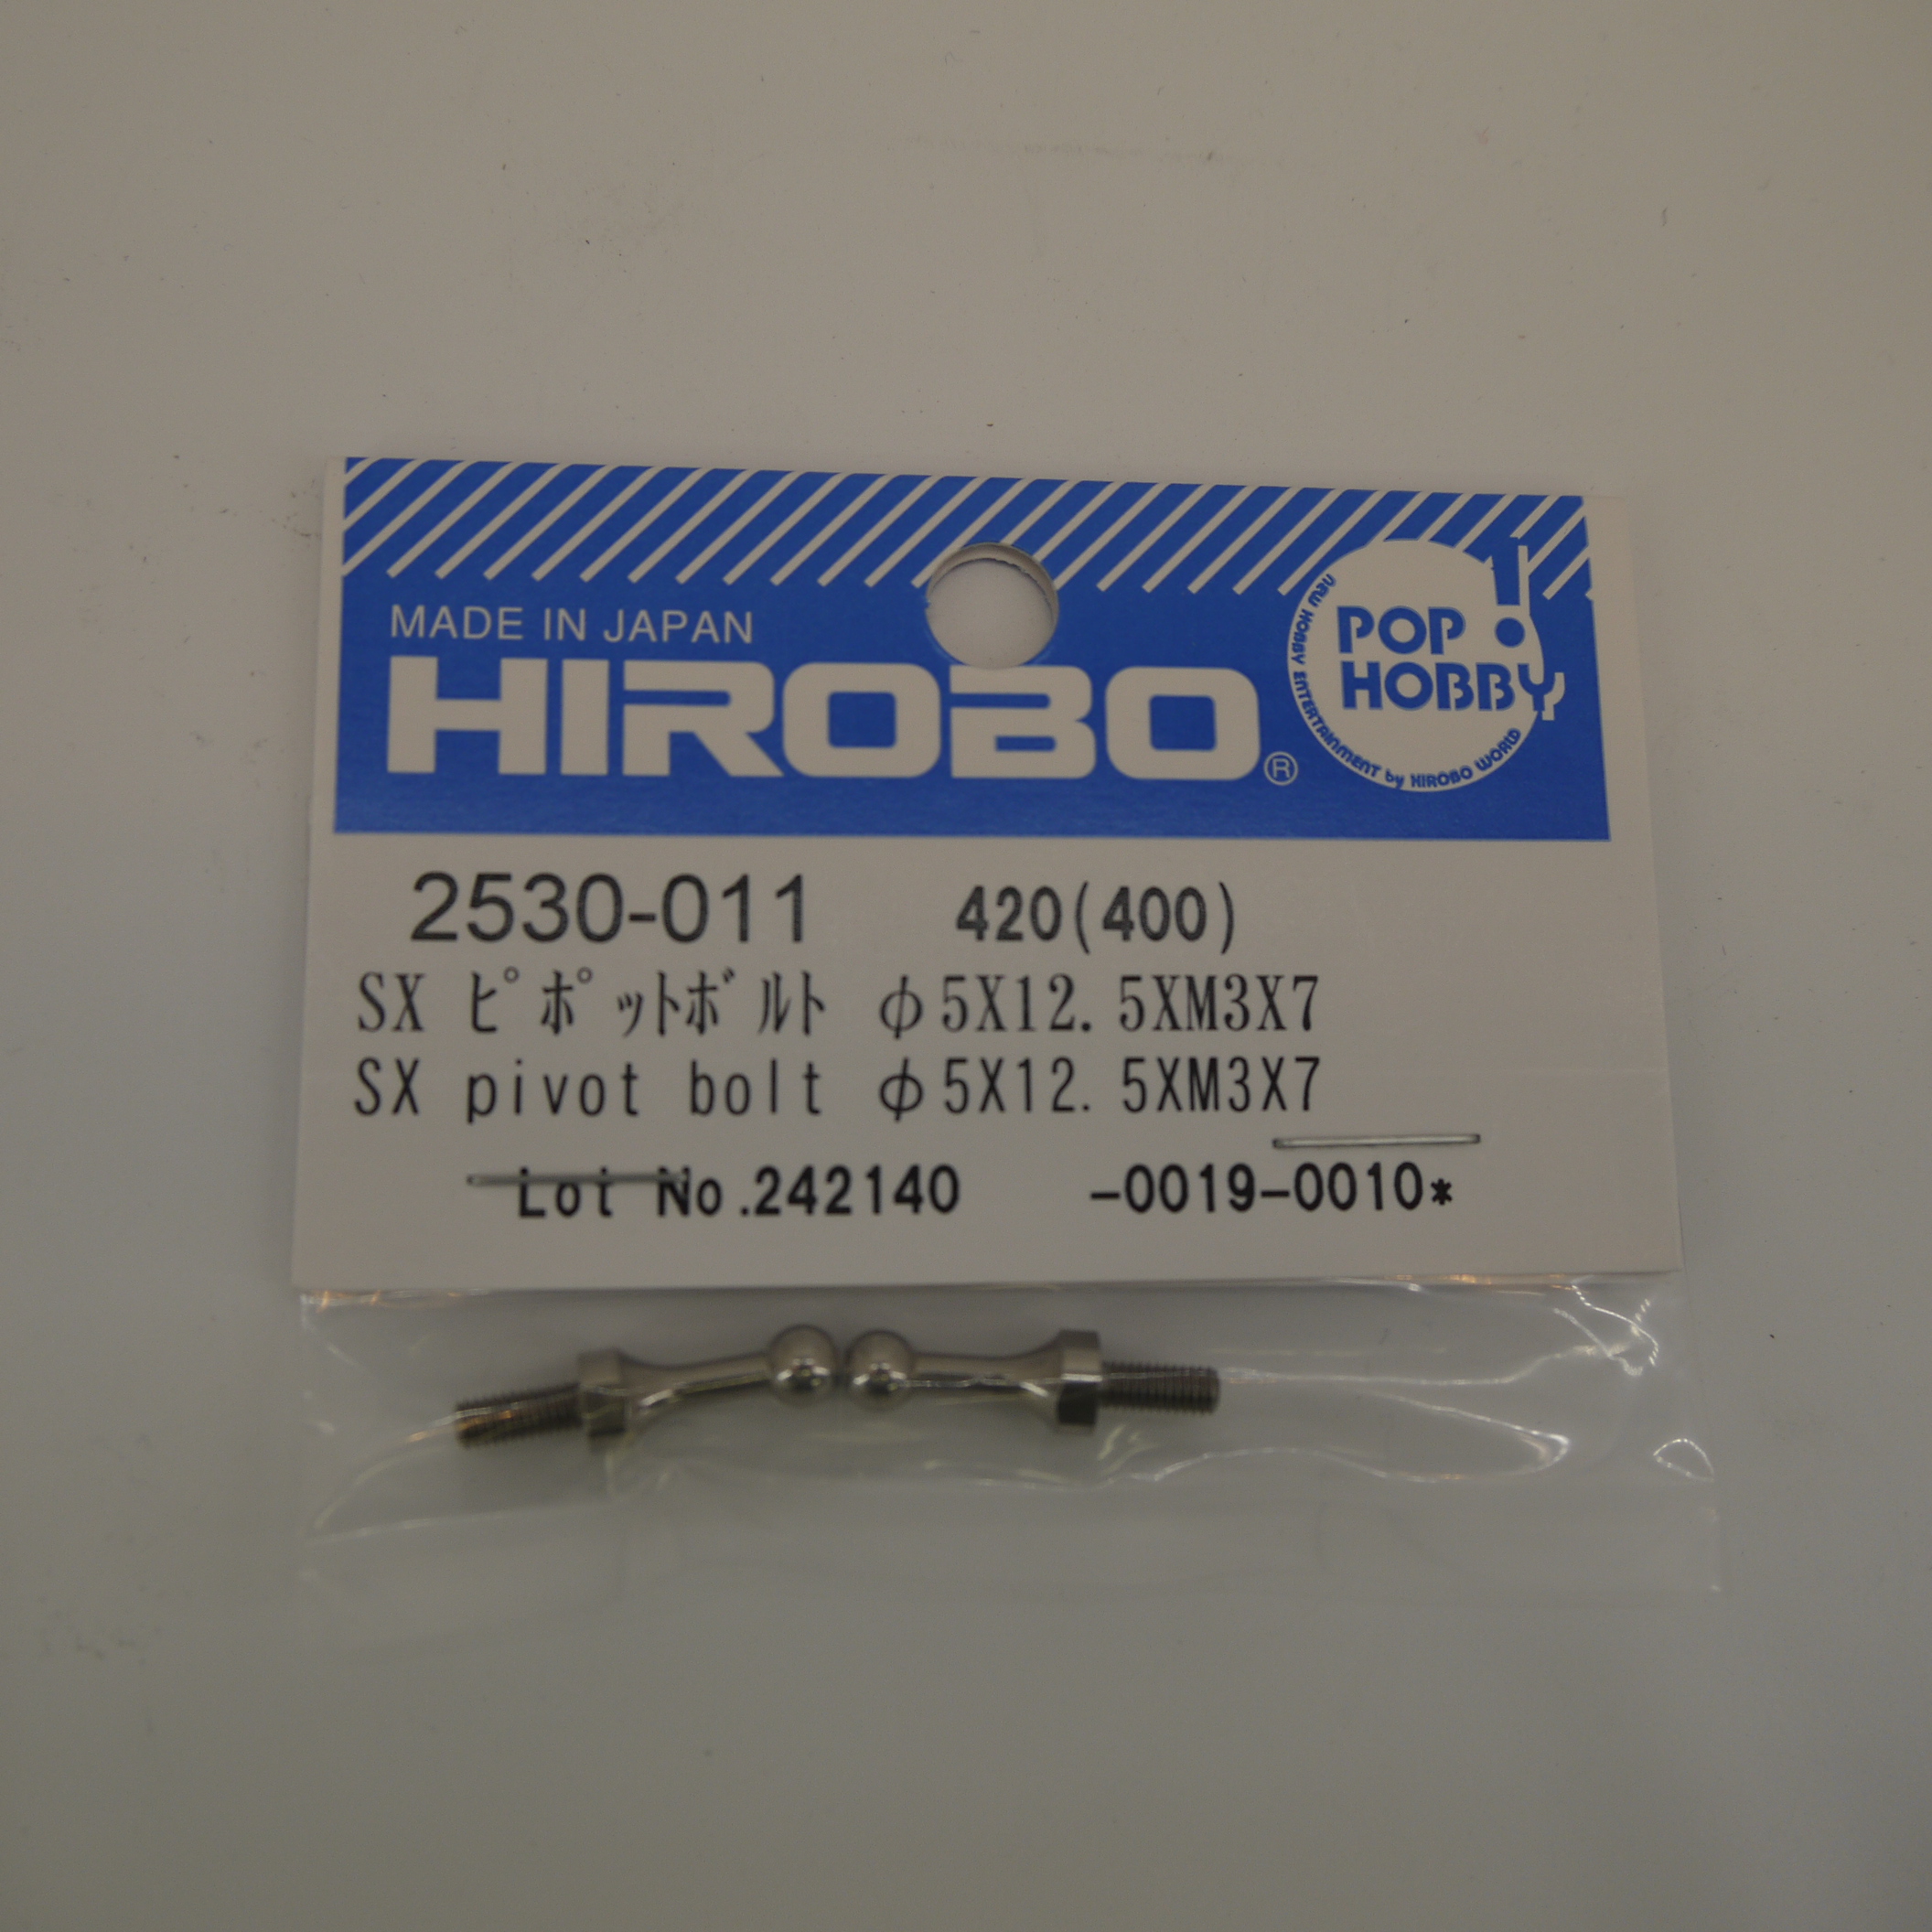 MADE IN JAPAN
HIROBO®
POP!
HOBBY
NEW HOBBY ENTERTAINMENT by HIROBO WORLD
2530-011 420(400)
SX ﾋﾟﾎﾟｯﾄﾎﾞﾙﾄ φ5X12.5XM3X7
SX pivot bolt φ5X12.5XM3X7
Lot No.242140 -0019-0010*